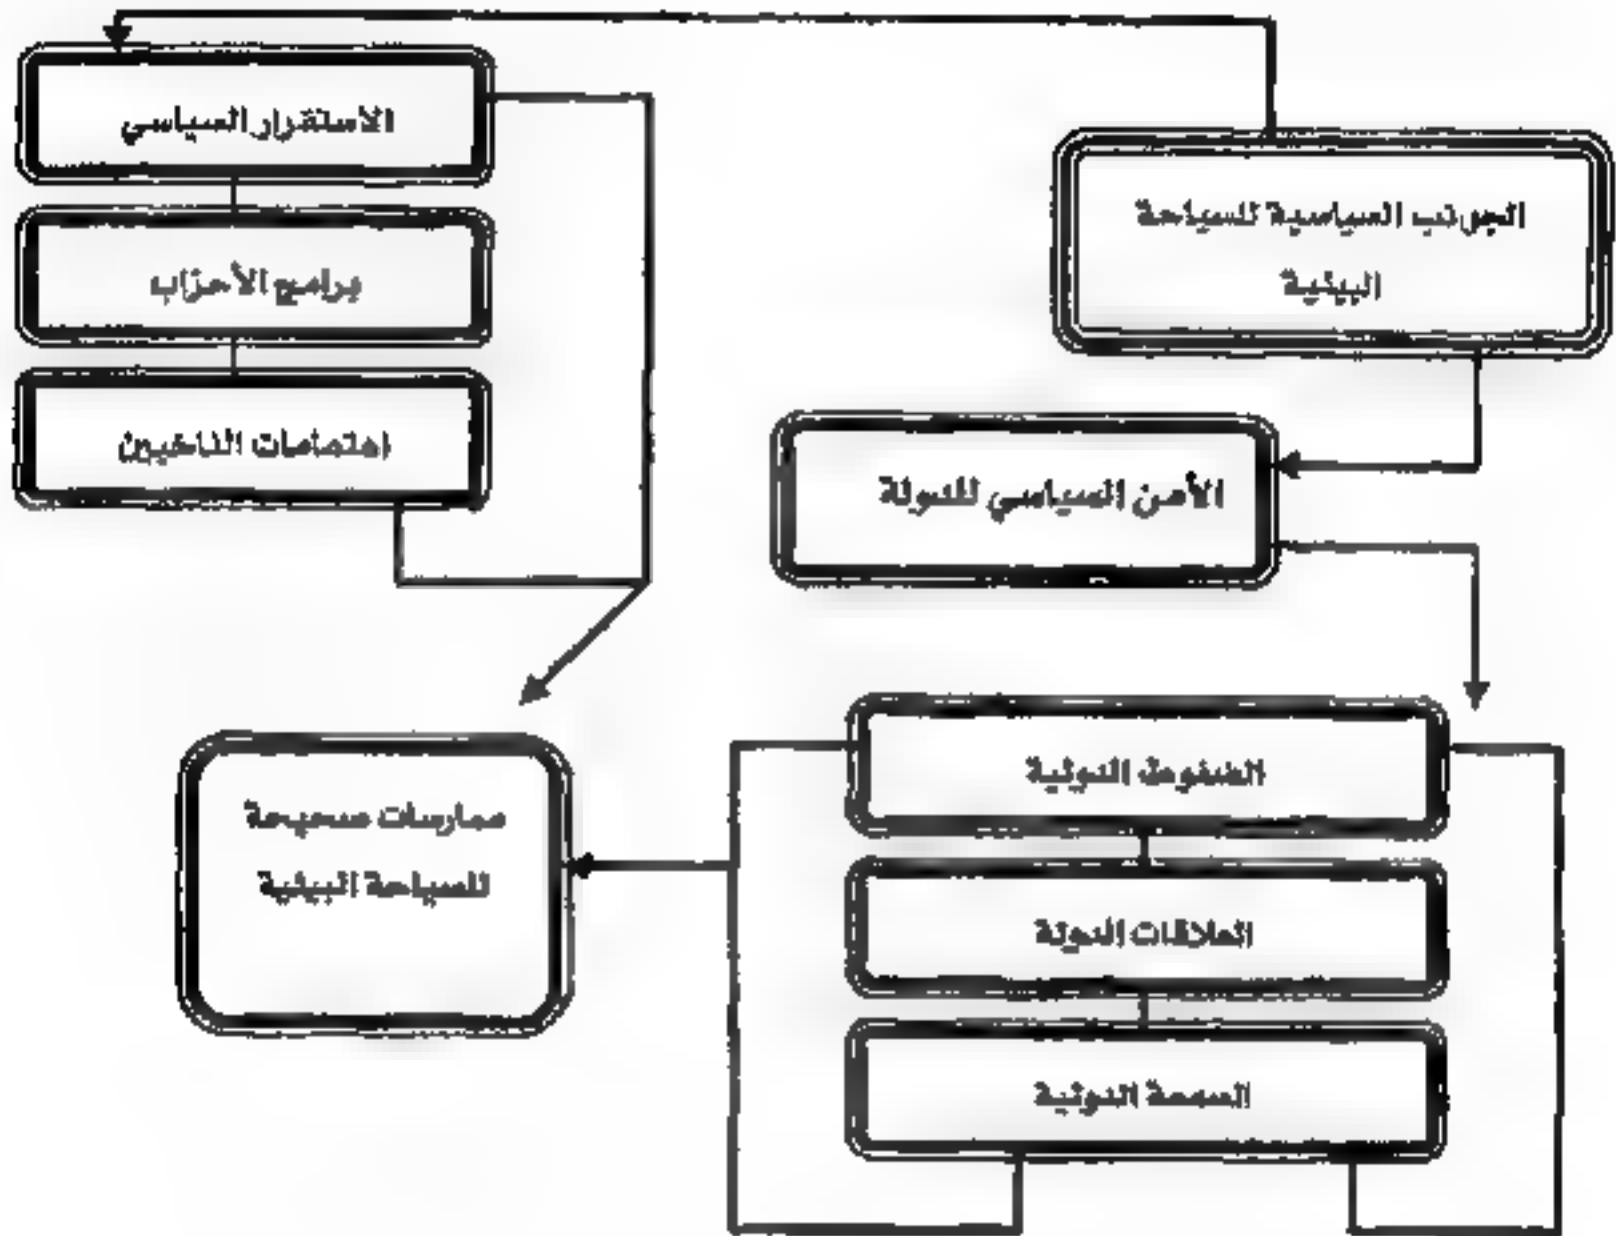 الاستقرار السياسي
برامج الأحزاب
اهتمامات الناخبين
الجوانب السياسية للسياحة
البيئية
الأمن السياسي للدولة
الضغوط الدولية
العلاقات الدولة
السمعة الدولية
ممارسات صحيحة
للسياحة البيئية